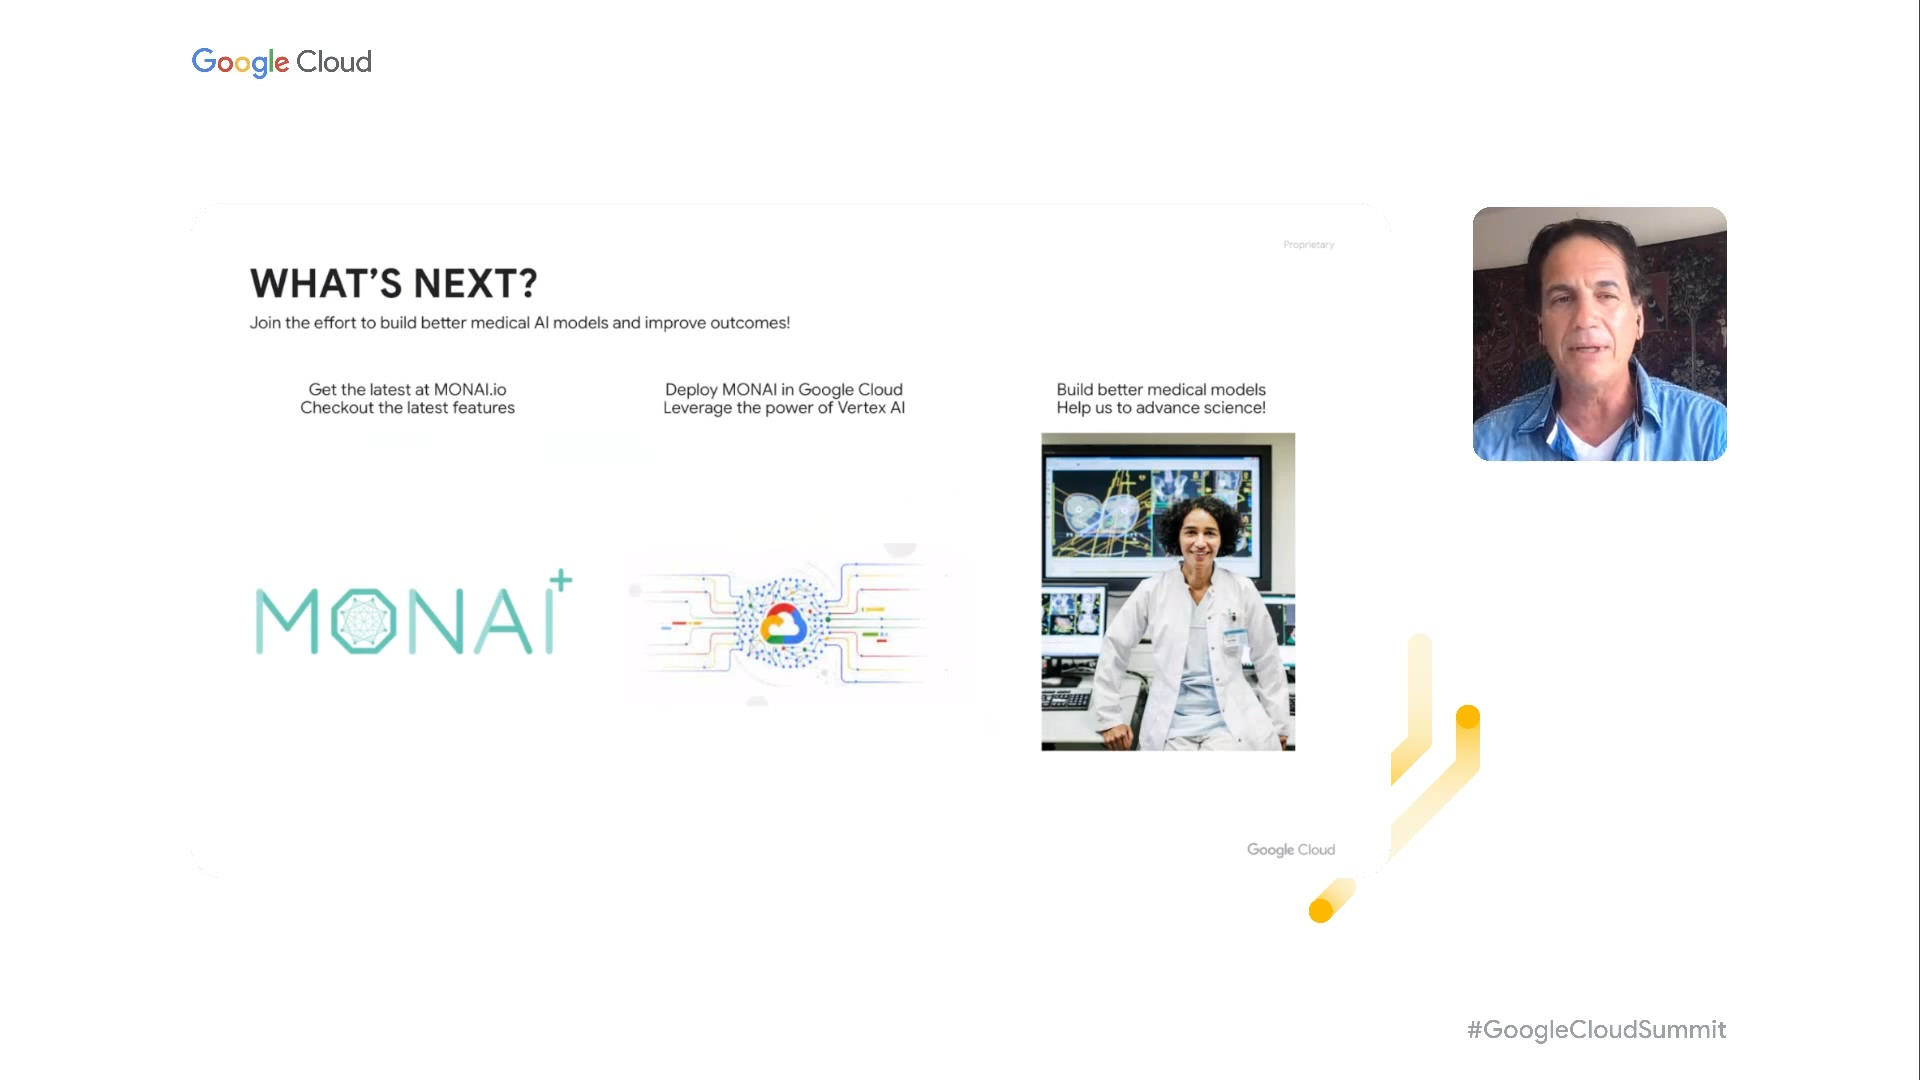 Google Cloud
Proprietary
WHAT'S NEXT?
Join the effort to build better medical AI models and improve outcomes!
Get the latest at MONAI.io
Checkout the latest features
Deploy MONAI in Google Cloud
Leverage the power of Vertex AI
Build better medical models
Help us to advance science!
MONAI+
Google Cloud
#GoogleCloudSummit